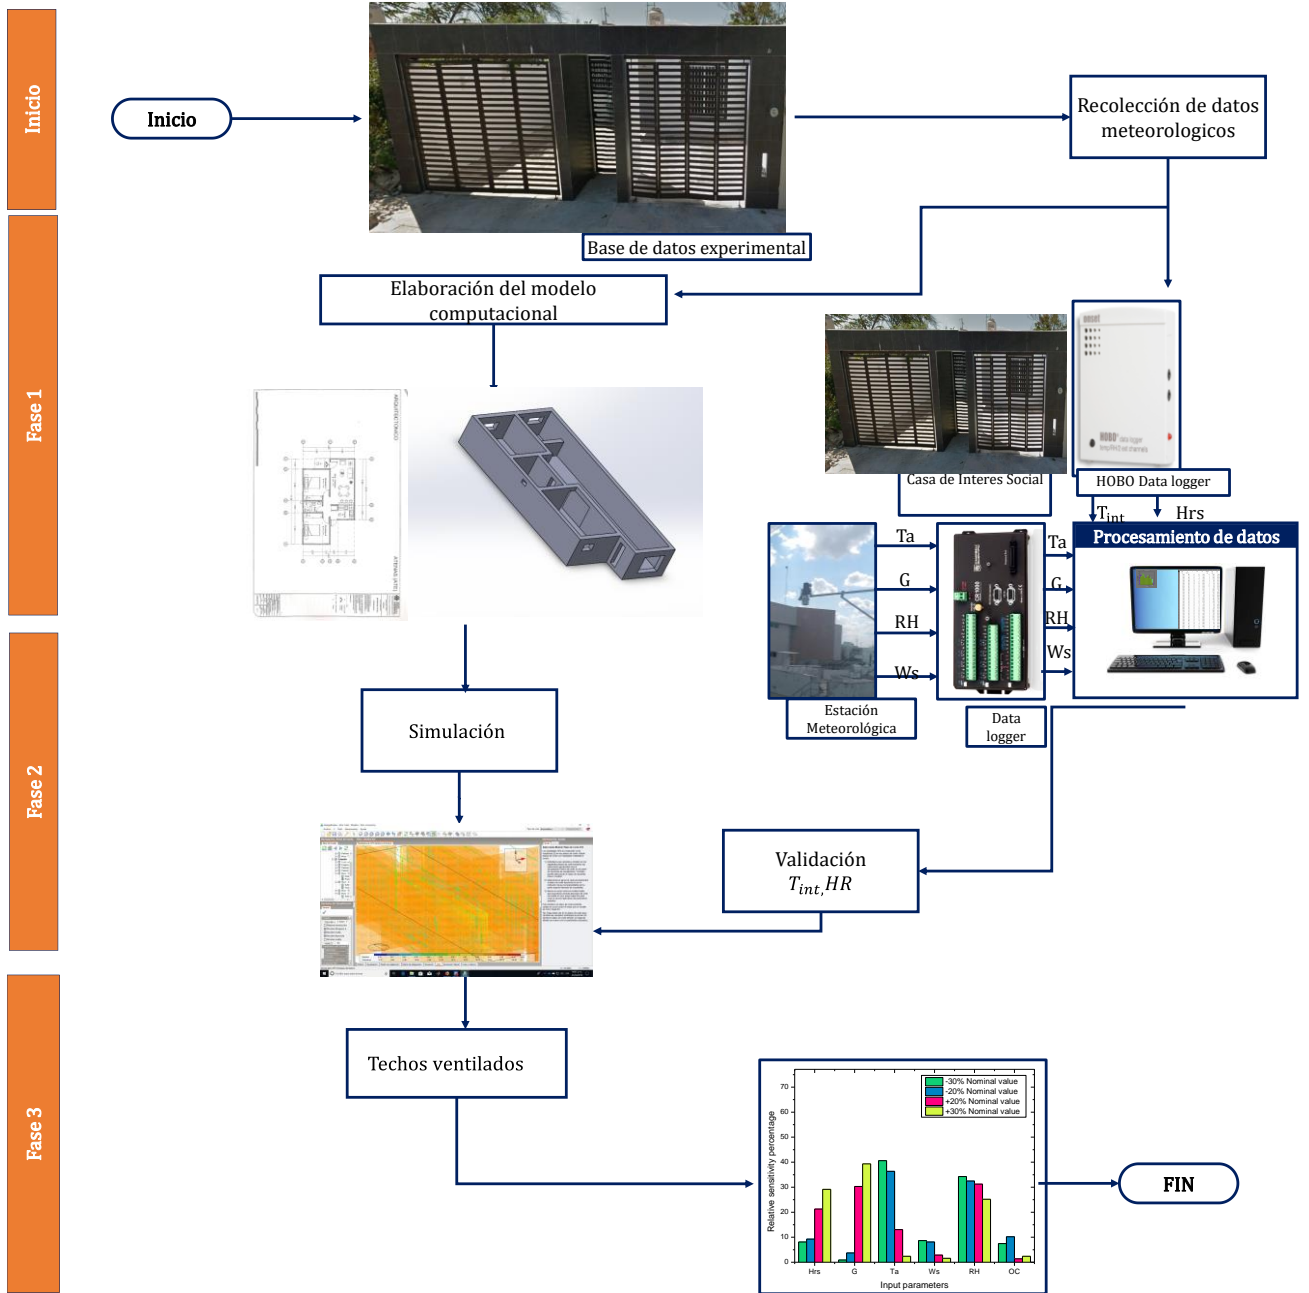 Inicio
Inicio
Recolección de datos
meteorologicos
Base de datos experimental
Fase 1
Elaboración del modelo
computacional
ARQUITECTONICO
HOBO® data logger
Casa de Interes Social
HOBO Data logger
Tint
Hrs
Procesamiento de datos
Ta
G
RH
Ws
Ta
G
RH
Ws
Estación
Meteorológica
Data
logger
Fase 2
Simulación
Validación
Tint,HR
Fase 3
Techos ventilados
-30% Nominal value
-20% Nominal value
+20% Nominal value
+30% Nominal value
Relative sensitivity percentage
70
60
50
40
30
20
10
0
Hrs
G
Ta
Ws
RH
OC
Input parameters
FIN